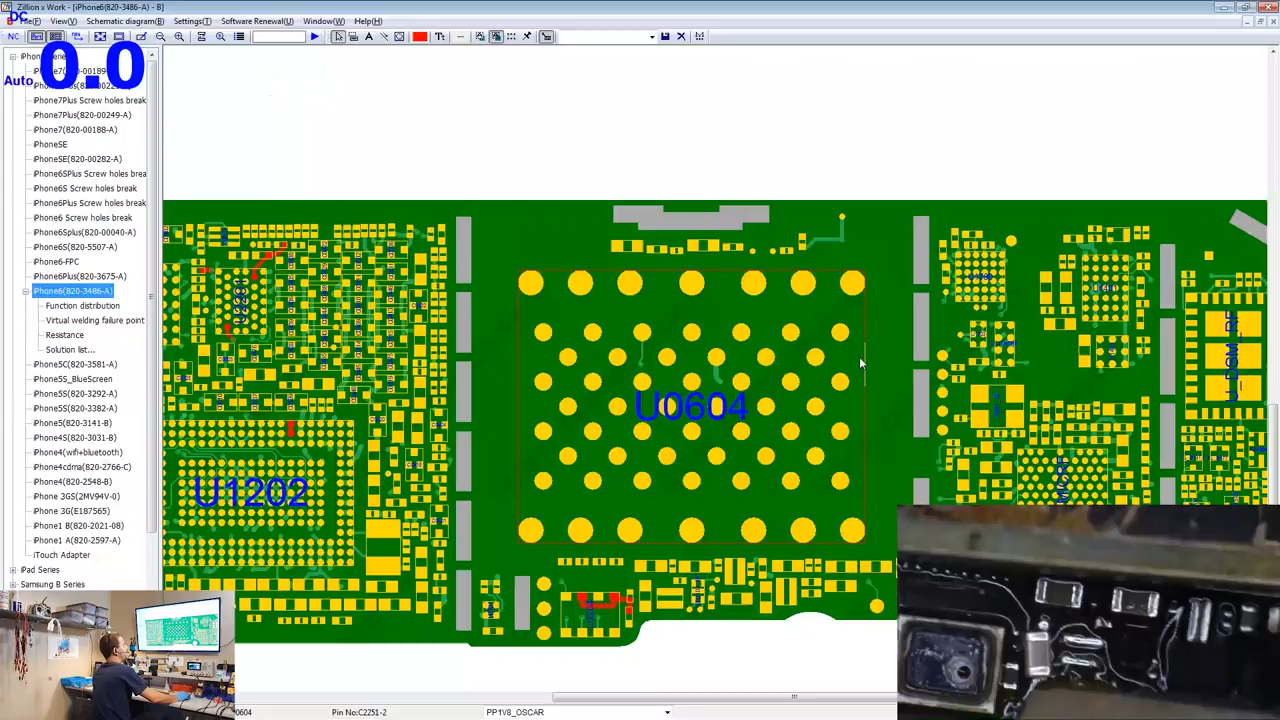 Zillion x Work - [iPhone6(820-3486-A) - B]
DC
View(V) Schematic diagram(B) Settings(T) Software Renewal(U) Window(W) Help(H)
NC
Auto 0.0
iPhone7Plus Screw holes break
iPhone7Plus(820-00249-A)
iPhone7(820-00188-A)
iPhoneSE
iPhoneSE(820-00282-A)
iPhone6SPlus Screw holes brea
iPhone6S Screw holes break
iPhone6Plus Screw holes break
iPhone6 Screw holes break
iPhone6Splus(820-00040-A)
iPhone6S(820-5507-A)
iPhone6-FPC
iPhone6Plus(820-3675-A)
iPhone6(820-3486-A)
Function distribution
Virtual welding failure point
Resistance
Solution list...
iPhone5C(820-3581-A)
iPhone5S_BlueScreen
iPhone5S(820-3292-A)
iPhone5S(820-3382-A)
iPhone5(820-3141-B)
iPhone4S(820-3031-B)
iPhone4(wifi+bluetooth)
iPhone4cdma(820-2766-C)
iPhone4(820-2548-B)
iPhone 3GS(2MV94V-0)
iPhone 3G(E187565)
iPhone1 B(820-2021-08)
iPhone1 A(820-2597-A)
iTouch Adapter
iPad Series
Samsung B Series
U1202
U0604
U_DSM_RF
0604
Pin No:C2251-2
PP1V8_OSCAR